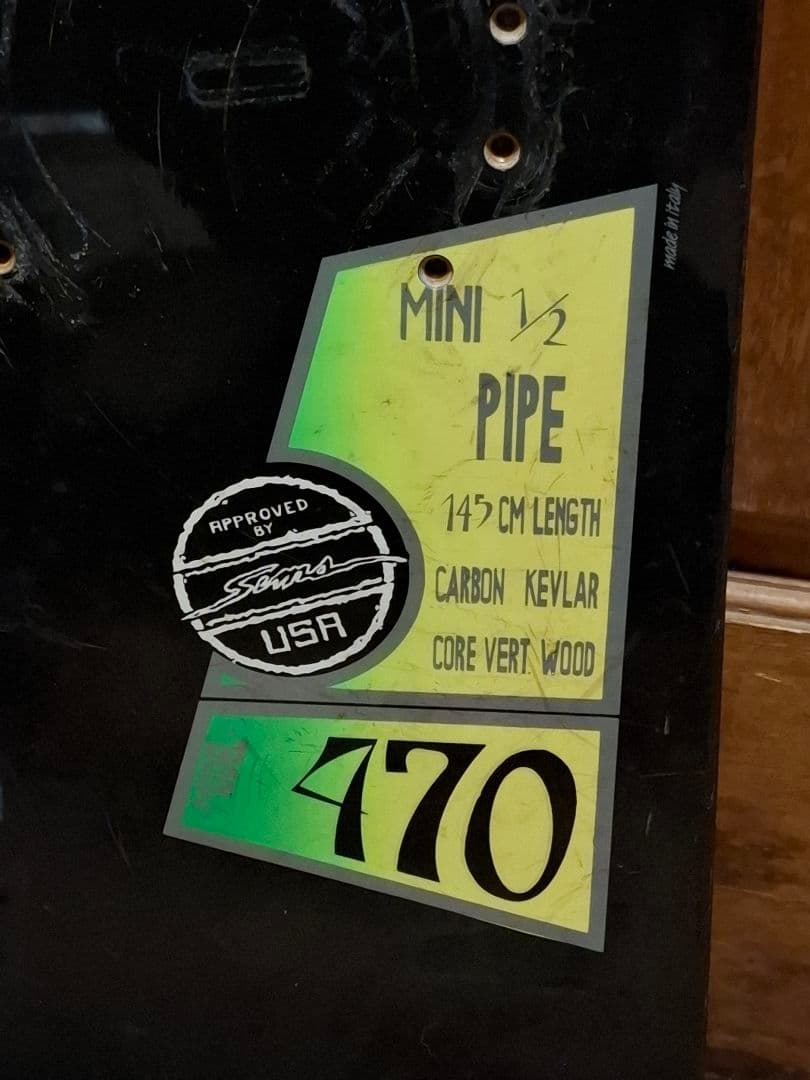 made in italy
MINI 1/2
PIPE
145 CM LENGTH
CARBON KEVLAR
CORE VERT. WOOD
APPROVED
BY
Sims
USA
470